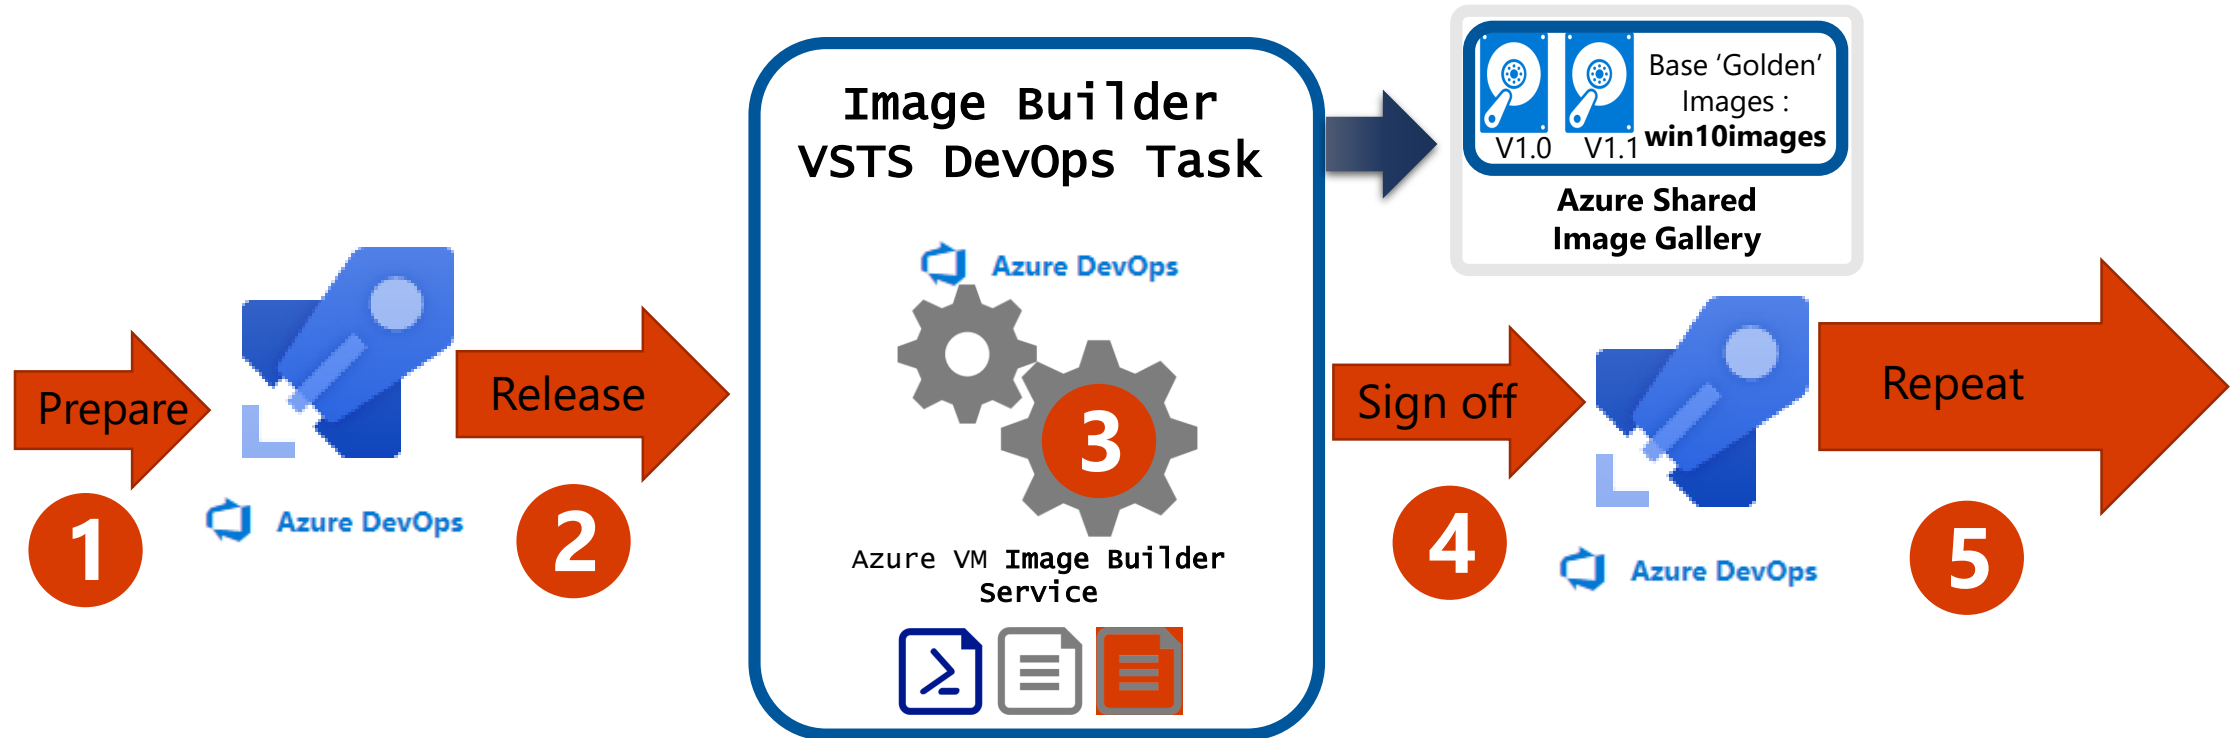 Prepare
1
Azure DevOps
Release
2
Image Builder
VSTS DevOps Task
Azure DevOps
3
Azure VM Image Builder
Service
V1.0
V1.1
Base ‘Golden’
Images :
win10images
Azure Shared
Image Gallery
Sign off
4
Azure DevOps
Repeat
5